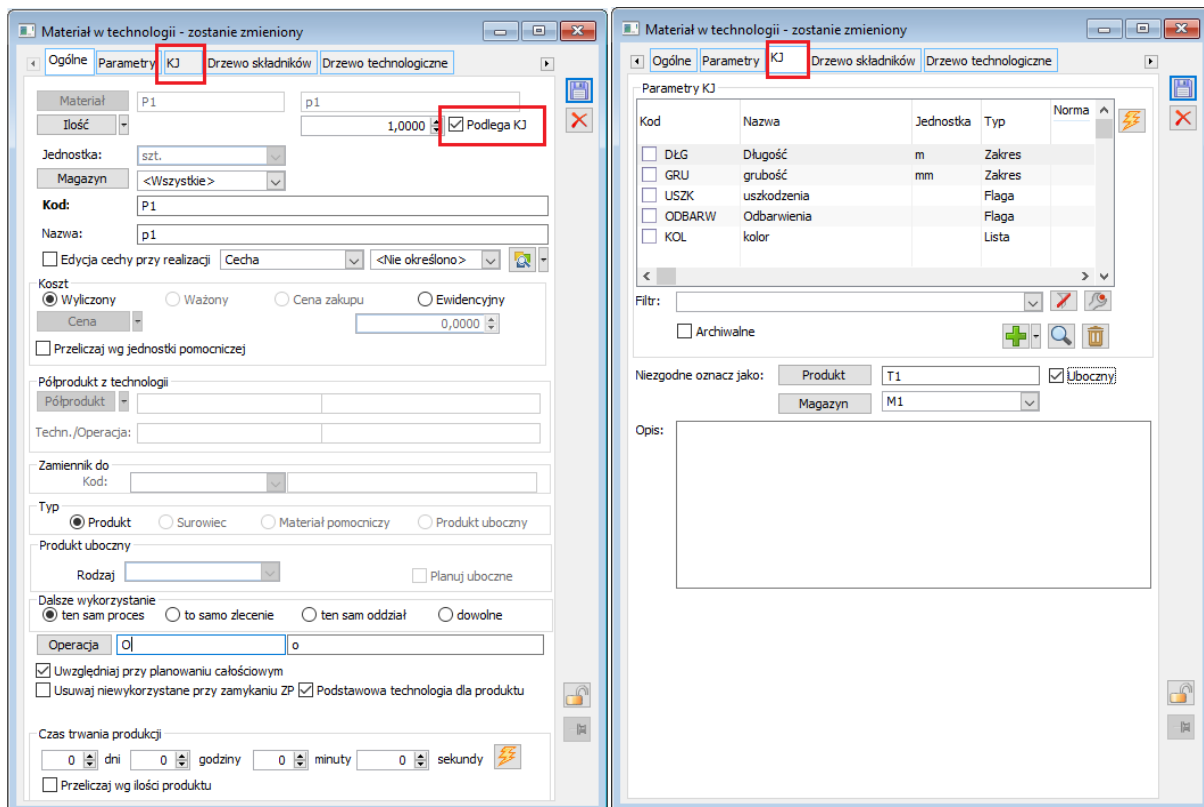 Materiał w technologii - zostanie zmieniony
Ogólne Parametry KJ Drzewo składników Drzewo technologiczne
Materiał P1 p1
Ilość 1,0000 Podlega KJ
Jednostka: szt.
Magazyn <Wszystkie>
Kod: P1
Nazwa: p1
Edycja cechy przy realizacji Cecha <Nie określono>
Koszt
Wyliczony Ważony Cena zakupu Ewidencyjny
Cena 0,0000
Przeliczaj wg jednostki pomocniczej
Półprodukt z technologii
Półprodukt
Techn./Operacja:
Zamiennik do
Kod:
Typ
Produkt Surowiec Materiał pomocniczy Produkt uboczny
Produkt uboczny
Rodzaj Planuj uboczne
Dalsze wykorzystanie
ten sam proces to samo zlecenie ten sam oddział dowolne
Operacja O o
Uwzględniaj przy planowaniu całościowym
Usuwaj niewykorzystane przy zamykaniu ZP Podstawowa technologia dla produktu
Czas trwania produkcji
0 dni 0 godziny 0 minuty 0 sekundy
Przeliczaj wg ilości produktu
Materiał w technologii - zostanie zmieniony
Ogólne Parametry KJ Drzewo składników Drzewo technologiczne
Parametry KJ
Kod Nazwa Jednostka Typ Norma
DŁG Długość m Zakres
GRU grubość mm Zakres
USZK uszkodzenia Flaga
ODBARW Odbarwienia Flaga
KOL kolor Lista
Filtr:
Archiwalne
Niezgodne oznacz jako: Produkt T1 Uboczny
Magazyn M1
Opis: